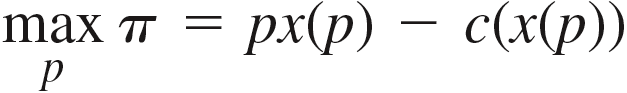 max π = px(p) − c(x(p))
p